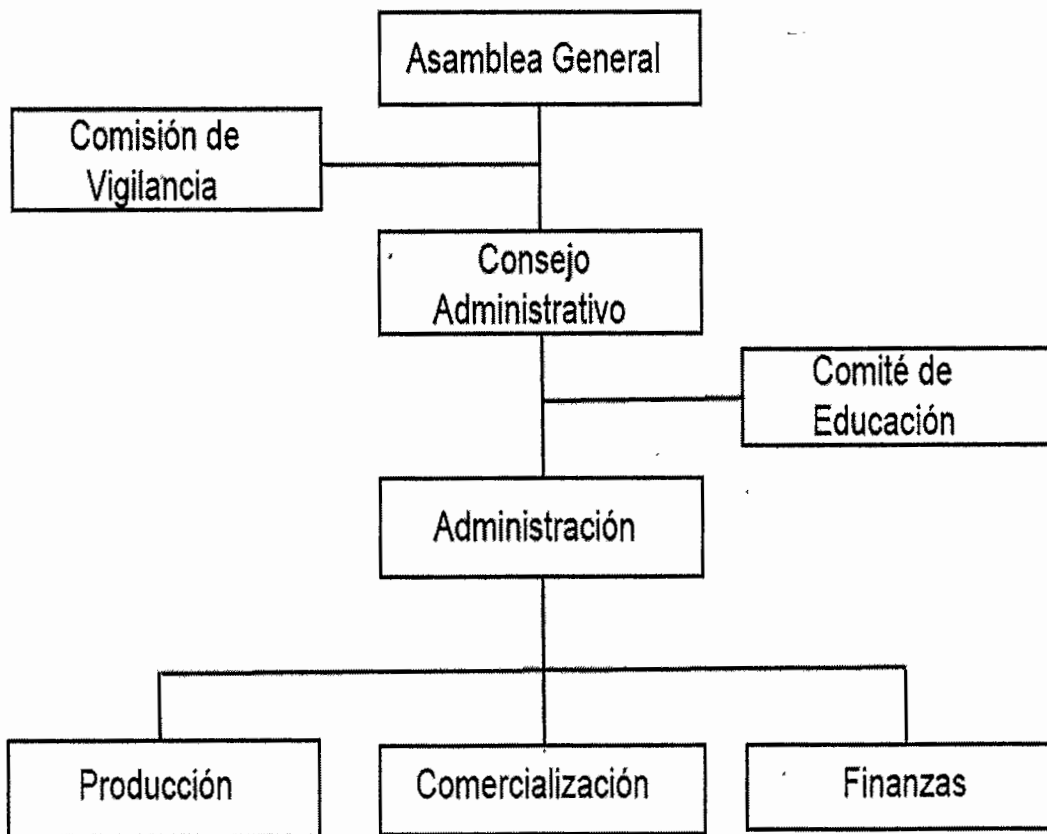 Asamblea General
Comisión de
Vigilancia
Consejo
Administrativo
Comité de
Educación
Administración
Producción
Comercialización
Finanzas